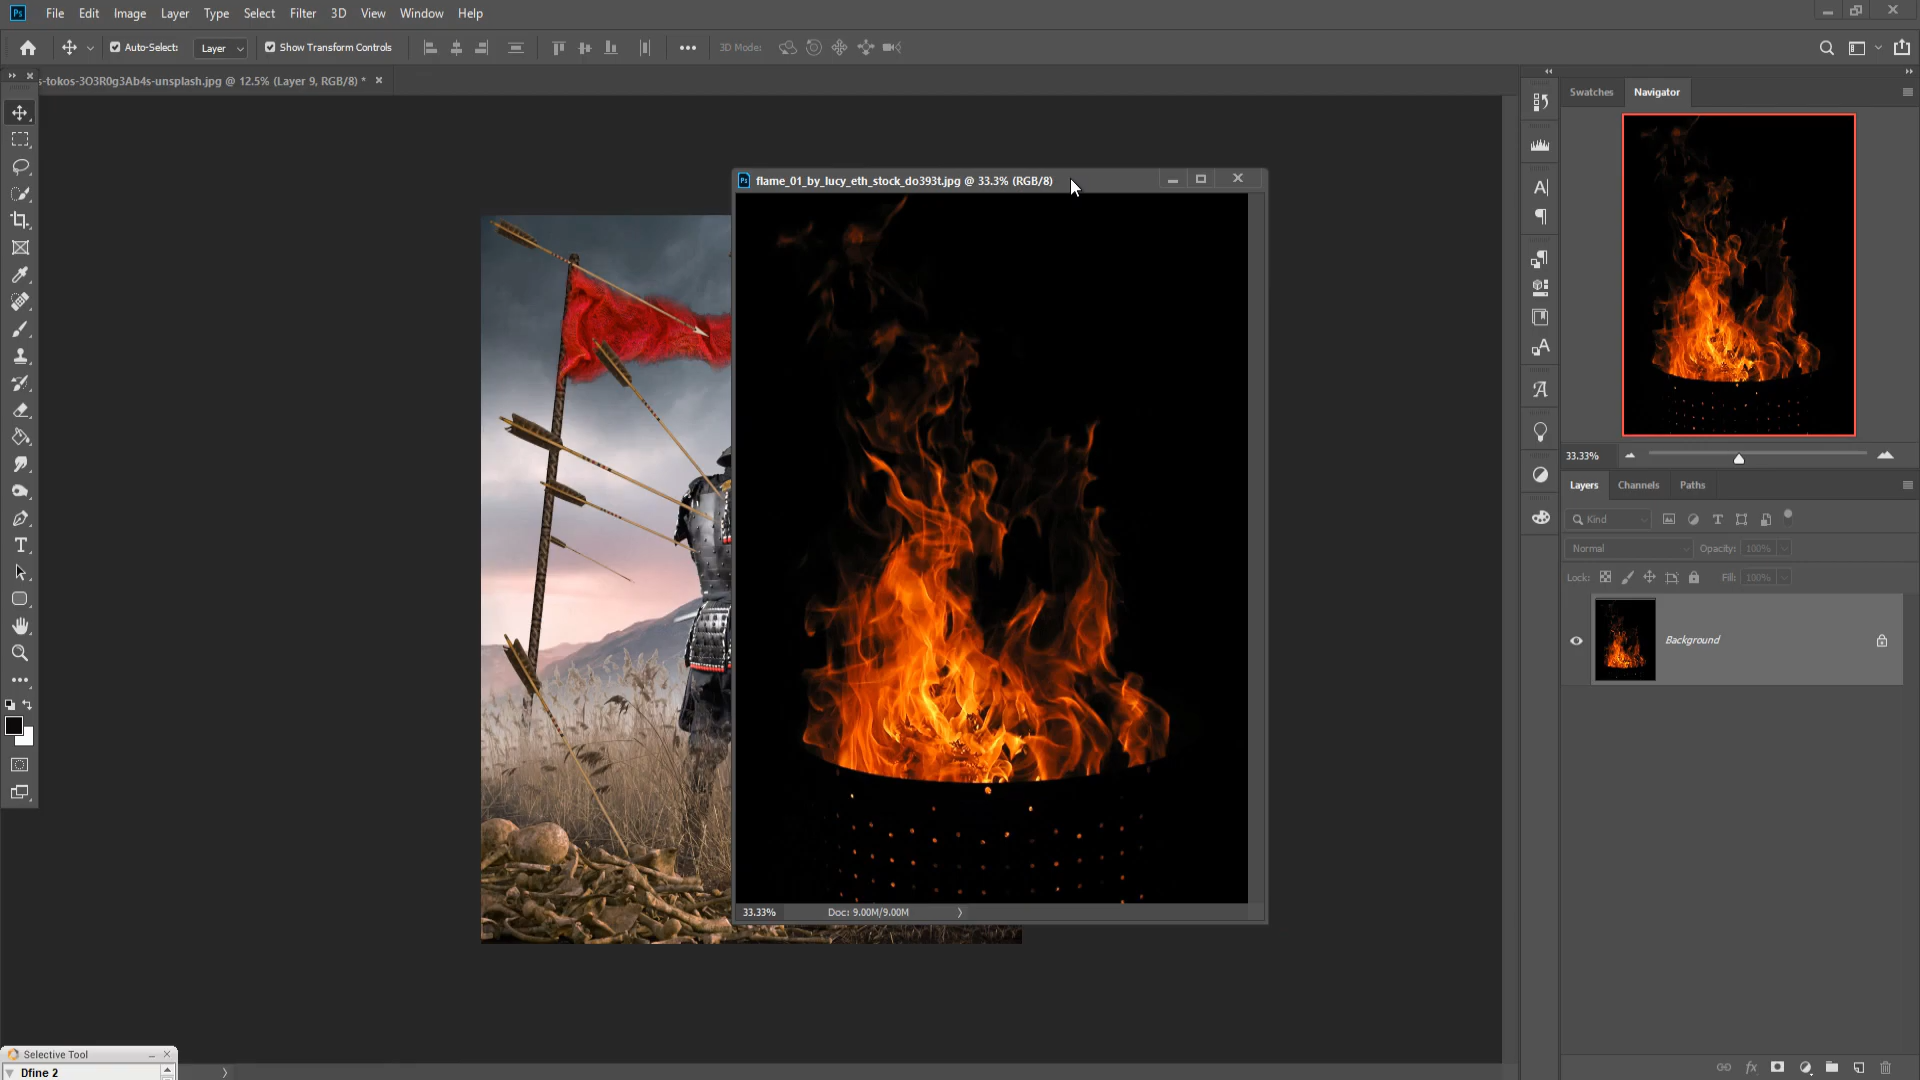 Ps File Edit Image Layer Type Select Filter 3D View Window Help
Auto-Select: Layer Show Transform Controls 3D Mode:
s-tokos-3O3R0g3Ab4s-unsplash.jpg @ 12.5% (Layer 9, RGB/8) *
Swatches Navigator
flame_01_by_lucy_eth_stock_do393t.jpg @ 33.3% (RGB/8)
33.33%
Layers Channels Paths
Kind
Normal Opacity: 100%
Lock: Fill: 100%
Background
33.33% Doc: 9.00M/9.00M
Selective Tool
Dfine 2